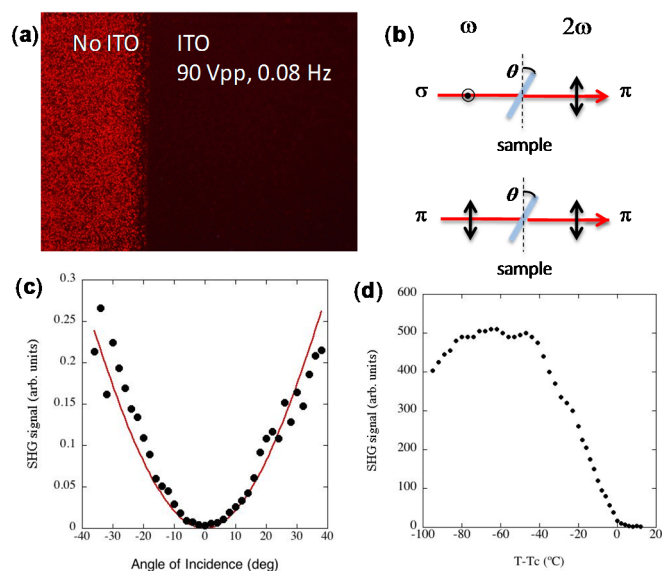 (a)
No ITO
ITO
90 Vpp, 0.08 Hz
(b)
ω
2ω
θ
σ
π
sample
θ
π
π
sample
(c)
0.3
0.25
0.2
0.15
0.1
0.05
0
SHG signal (arb. units)
-40 -30 -20 -10 0 10 20 30 40
Angle of Incidence (deg)
(d)
600
500
400
300
200
100
0
SHG signal (arb. units)
-100 -80 -60 -40 -20 0 20
T-Tc (ºC)